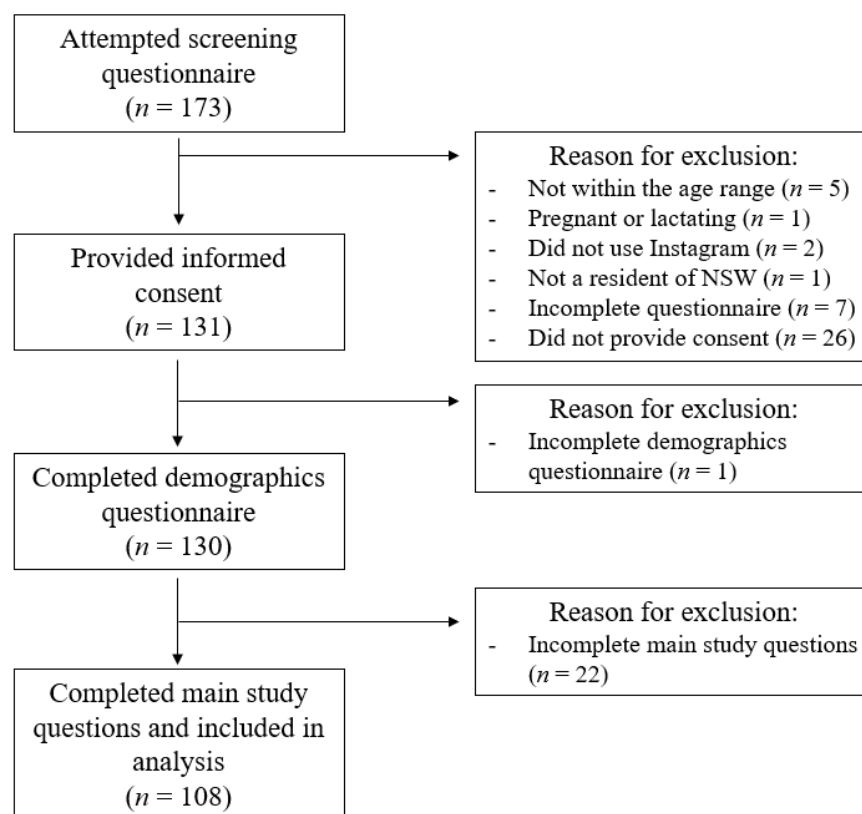 Attempted screening
questionnaire
(n = 173)
Reason for exclusion:
- Not within the age range (n = 5)
- Pregnant or lactating (n = 1)
- Did not use Instagram (n = 2)
- Not a resident of NSW (n = 1)
- Incomplete questionnaire (n = 7)
- Did not provide consent (n = 26)
Provided informed
consent
(n = 131)
Reason for exclusion:
- Incomplete demographics
questionnaire (n = 1)
Completed demographics
questionnaire
(n = 130)
Reason for exclusion:
- Incomplete main study questions
(n = 22)
Completed main study
questions and included in
analysis
(n = 108)